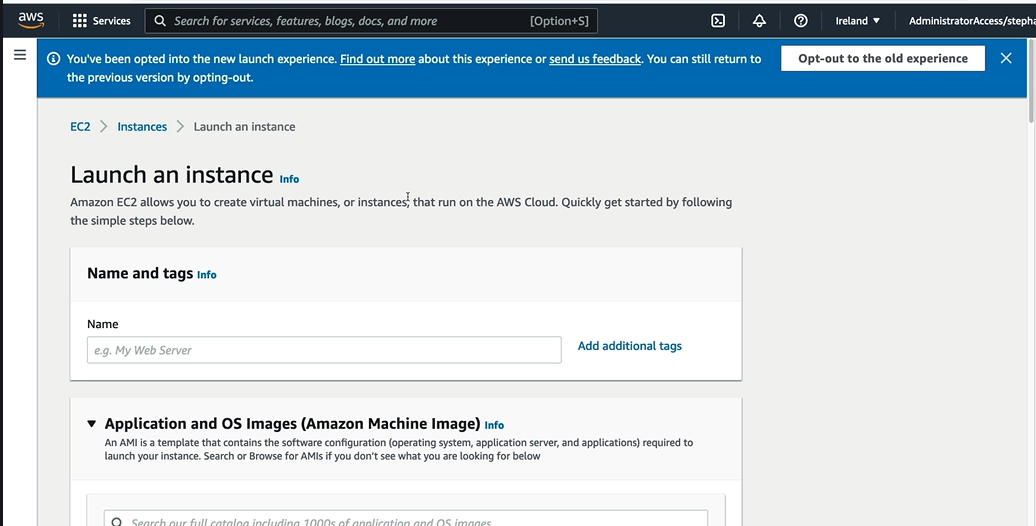 aws Services Search for services, features, blogs, docs, and more [Option+S] Ireland ▼ AdministratorAccess/stepha
You've been opted into the new launch experience. Find out more about this experience or send us feedback. You can still return to
the previous version by opting-out.
Opt-out to the old experience
EC2 > Instances > Launch an instance
Launch an instance Info
Amazon EC2 allows you to create virtual machines, or instances, that run on the AWS Cloud. Quickly get started by following
the simple steps below.
Name and tags Info
Name
e.g. My Web Server
Add additional tags
Application and OS Images (Amazon Machine Image) Info
An AMI is a template that contains the software configuration (operating system, application server, and applications) required to
launch your instance. Search or Browse for AMIs if you don't see what you are looking for below
Search our full catalog including 1000s of application and OS images